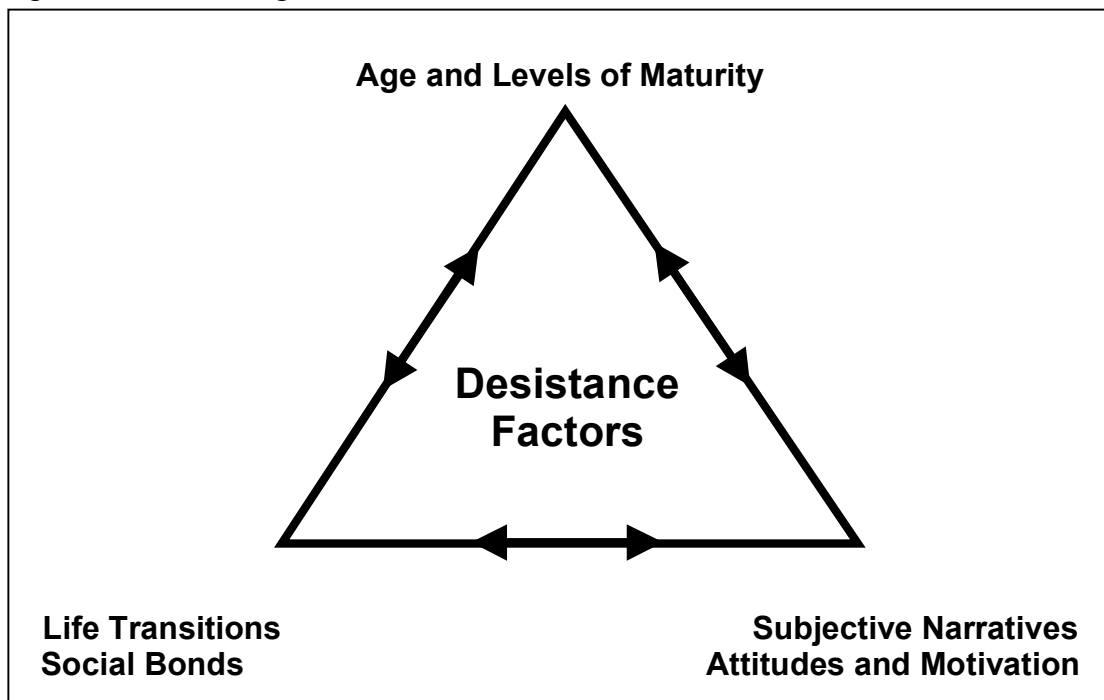 Age and Levels of Maturity
Desistance
Factors
Life Transitions
Social Bonds
Subjective Narratives
Attitudes and Motivation